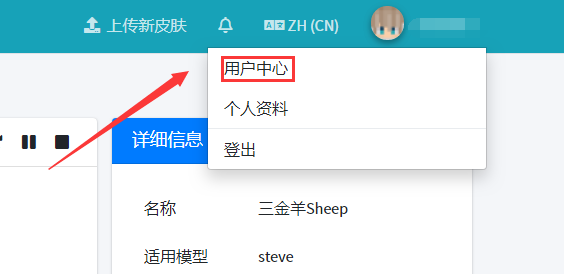 上传新皮肤 ZH (CN)
用户中心
个人资料
登出
详细信息
名称 三金羊Sheep
适用模型 steve